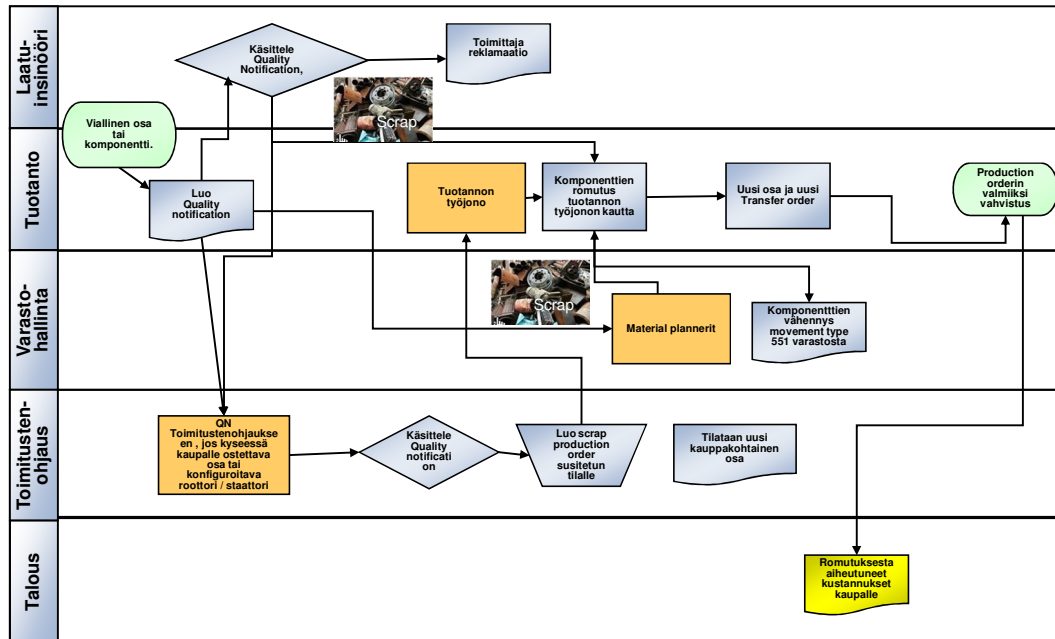 Laatu-
insinööri
Käsittele
Quality
Notification,
Toimittaja
reklamaatio
Scrap
Tuotanto
Viallinen osa
tai
komponentti.
Luo
Quality
notification
Tuotannon
työjono
Komponenttien
romutus
tuotannon
työjonon kautta
Uusi osa ja uusi
Transfer order
Production
orderin
valmiiksi
vahvistus
Varasto-
hallinta
Scrap
Material plannerit
Komponentttien
vähennys
movement type
551 varastosta
Toimitusten-
ohjaus
QN
Toimitustenohjaukse
en , jos kyseessä
kaupalle ostettava
osa tai
konfiguroitava
roottori / staattori
Käsittele
Quality
notificati
on
Luo scrap
production
order
susitetun
tilalle
Tilataan uusi
kauppakohtainen
osa
Talous
Romutuksesta
aiheutuneet
kustannukset
kaupalle